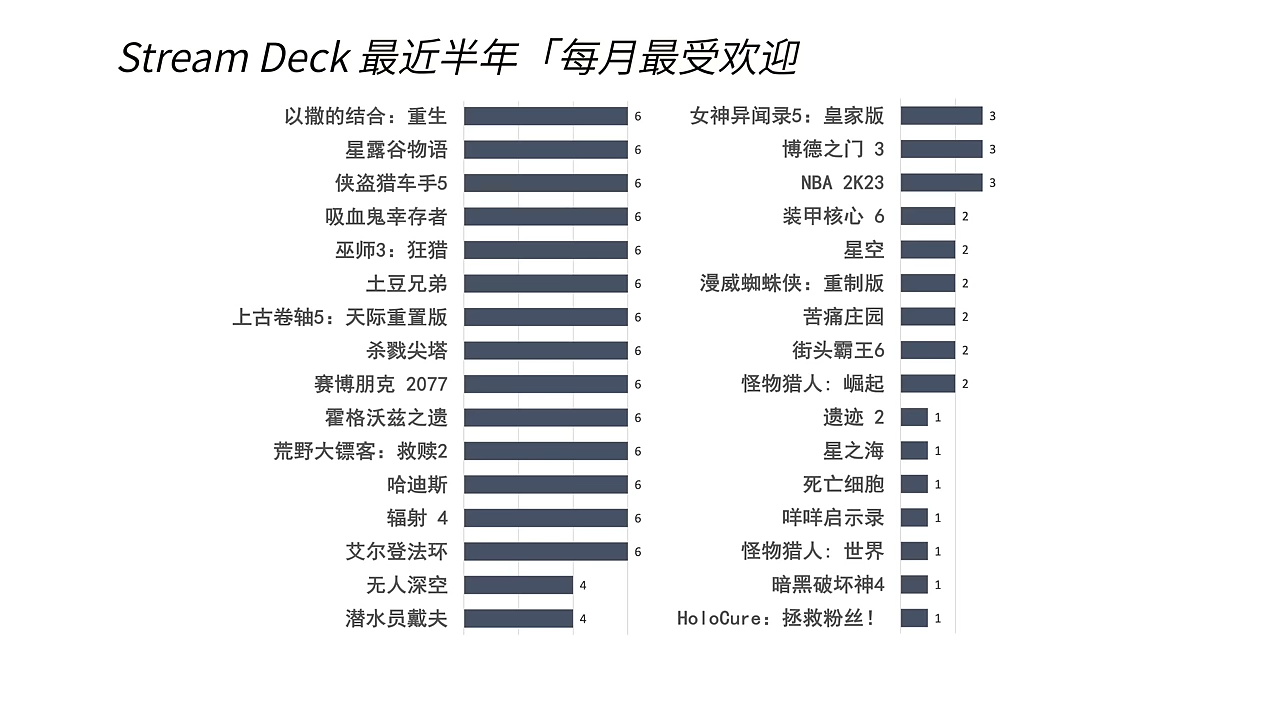 Stream Deck 最近半年「每月最受欢迎
以撒的结合：重生 6
星露谷物语 6
侠盗猎车手5 6
吸血鬼幸存者 6
巫师3：狂猎 6
土豆兄弟 6
上古卷轴5：天际重置版 6
杀戮尖塔 6
赛博朋克 2077 6
霍格沃兹之遗 6
荒野大镖客：救赎2 6
哈迪斯 6
辐射 4 6
艾尔登法环 6
无人深空 4
潜水员戴夫 4
女神异闻录5：皇家版 3
博德之门 3 3
NBA 2K23 3
装甲核心 6 2
星空 2
漫威蜘蛛侠：重制版 2
苦痛庄园 2
街头霸王6 2
怪物猎人：崛起 2
遗迹 2 1
星之海 1
死亡细胞 1
咩咩启示录 1
怪物猎人：世界 1
暗黑破坏神4 1
HoloCure：拯救粉丝！ 1